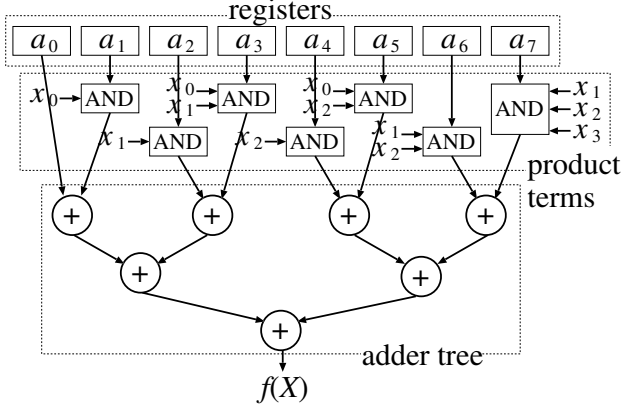 registers
a0 a1 a2 a3 a4 a5 a6 a7
x0 AND x0 x1 AND x0 x2 AND AND x1 x2 x3
x1 AND x2 AND x1 x2 AND
product
terms
+ + + +
+ +
+
adder tree
f(X)